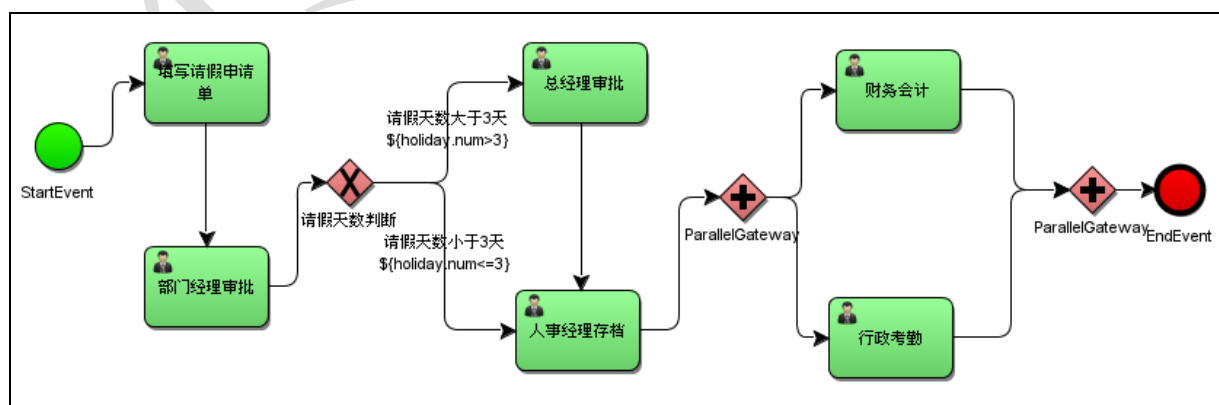 填写请假申请
单
StartEvent
部门经理审批
请假天数判断
请假天数大于3天
${holiday.num>3}
请假天数小于3天
${holiday.num<=3}
总经理审批
人事经理存档
ParallelGateway
财务会计
行政考勤
ParallelGateway
EndEvent